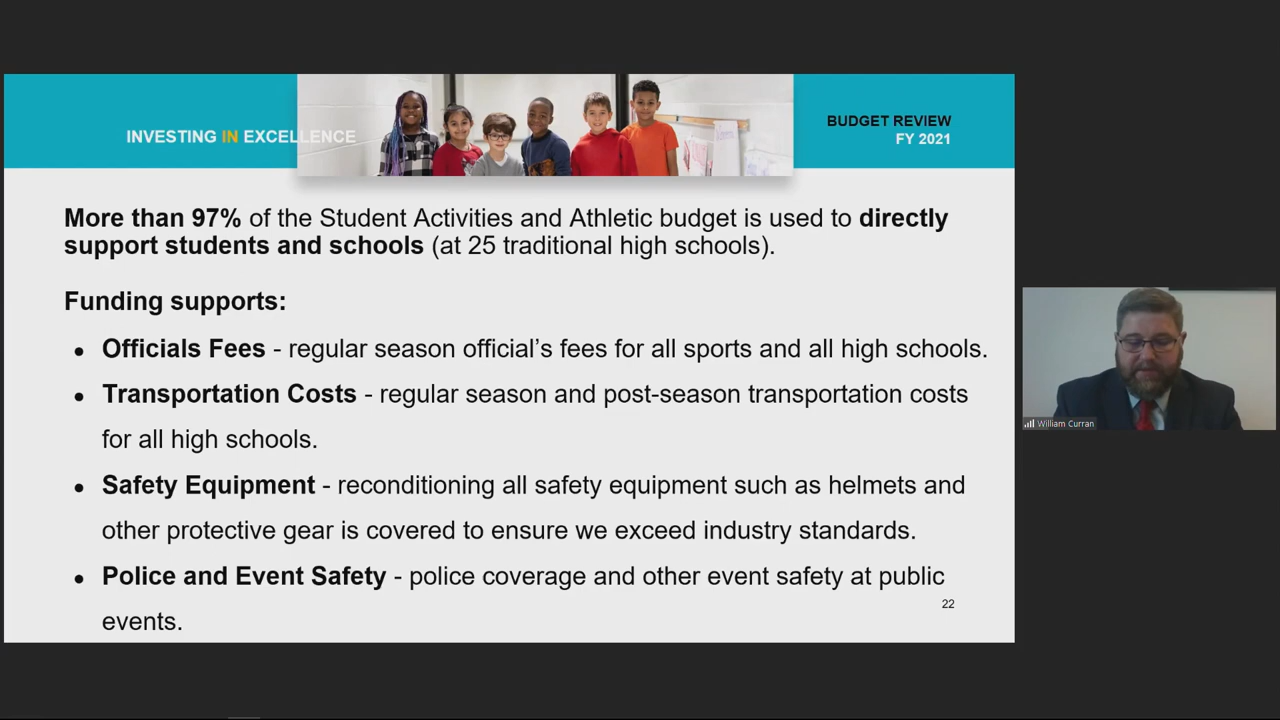 INVESTING IN EXCELLENCE
BUDGET REVIEW
FY 2021
More than 97% of the Student Activities and Athletic budget is used to directly
support students and schools (at 25 traditional high schools).
Funding supports:
● Officials Fees - regular season official’s fees for all sports and all high schools.
● Transportation Costs - regular season and post-season transportation costs
for all high schools.
● Safety Equipment - reconditioning all safety equipment such as helmets and
other protective gear is covered to ensure we exceed industry standards.
● Police and Event Safety - police coverage and other event safety at public
events.
22
William Curran